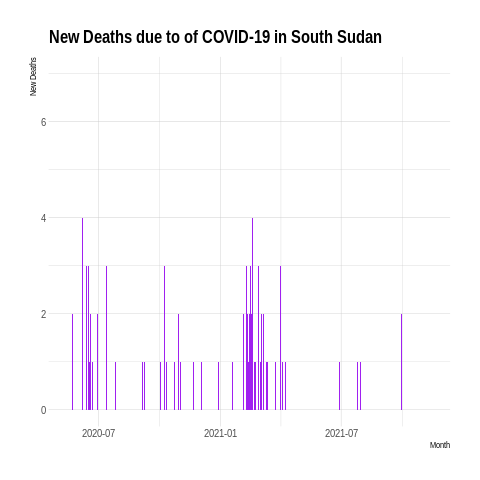 New Deaths due to of COVID-19 in South Sudan
New Deaths
6
4
2
0
2020-07
2021-01
2021-07
Month